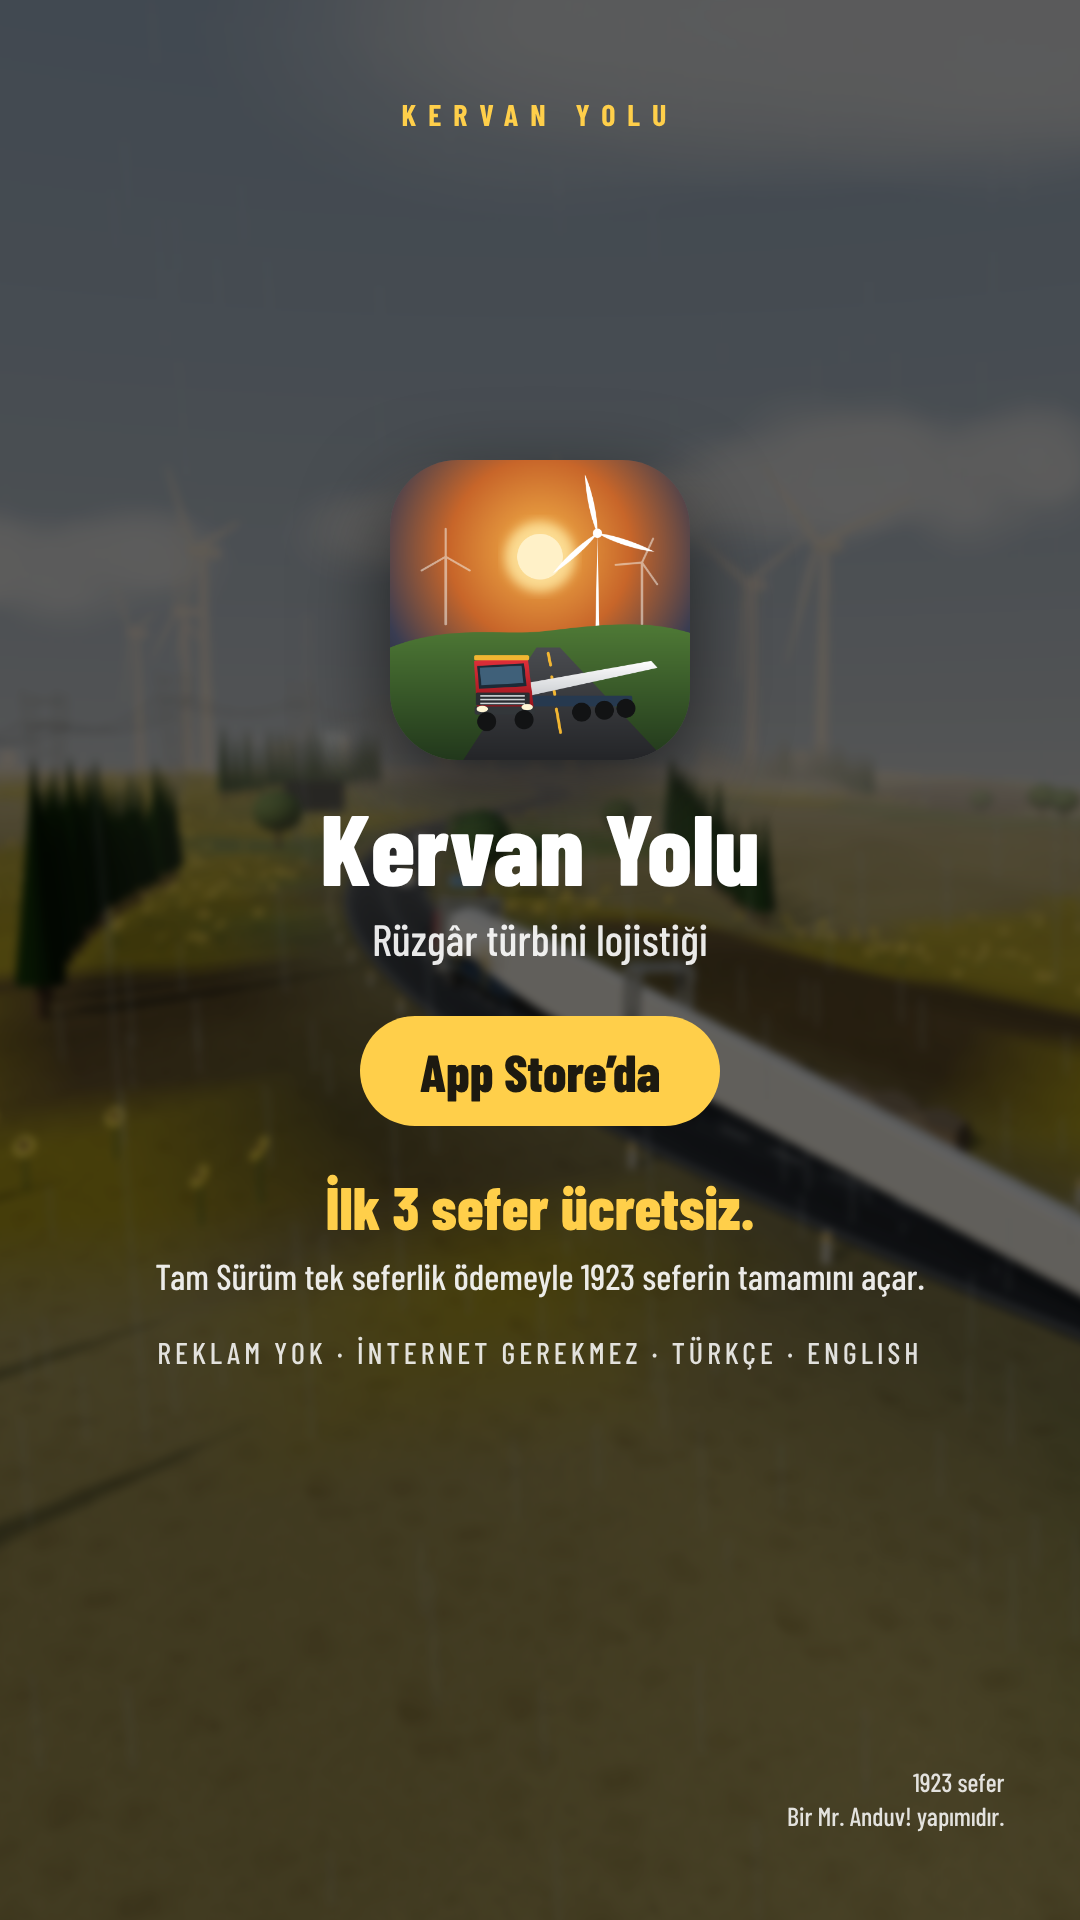 KERVAN YOLU
Kervan Yolu
Rüzgâr türbini lojistiği
App Store’da
İlk 3 sefer ücretsiz.
Tam Sürüm tek seferlik ödemeyle 1923 seferin tamamını açar.
REKLAM YOK · İNTERNET GEREKMEZ · TÜRKÇE · ENGLISH
1923 sefer
Bir Mr. Anduv! yapımıdır.